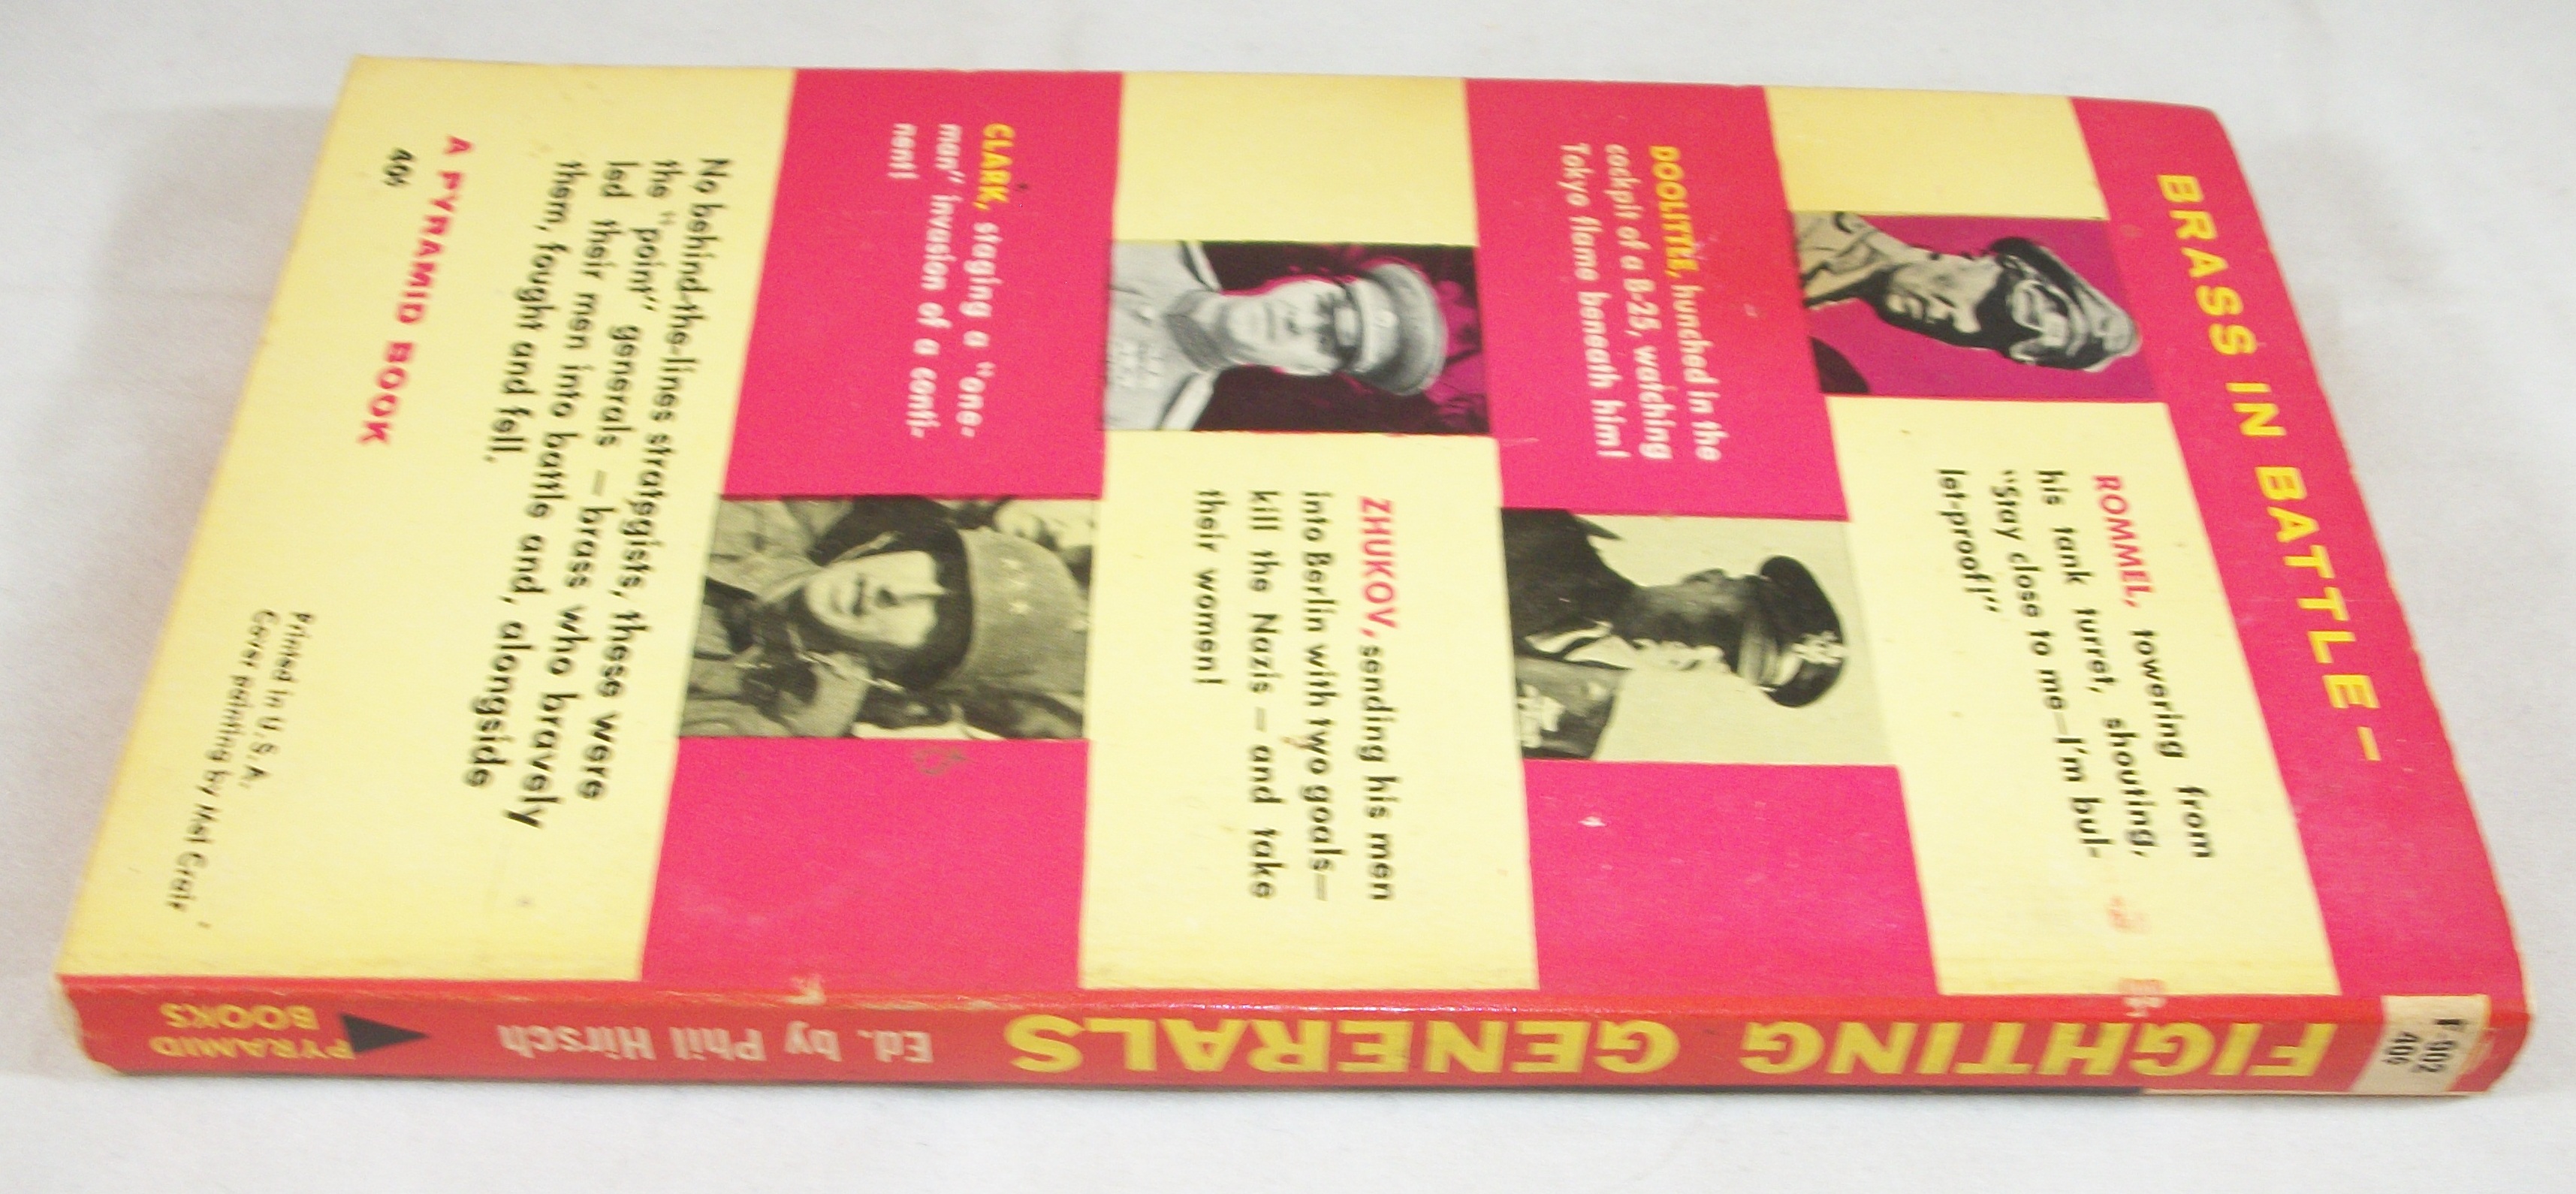 BRASS IN BATTLE –
ROMMEL, towering from
his tank turret, shouting,
“Stay close to me—I’m bul-
let-proof!”
DOOLITTLE, hunched in the
cockpit of a B-25, watching
Tokyo flame beneath him!
ZHUKOV, sending his men
into Berlin with two goals—
kill the Nazis – and take
their women!
CLARK, staging a “one-
man” invasion of a conti-
nent!
No behind-the-lines strategists, these were
the “point” generals – brass who bravely
led their men into battle and, alongside
them, fought and fell.
A PYRAMID BOOK
406
Printed in U.S.A.
Cover painting by Mel Crair
F-902
40¢
FIGHTING GENERALS
Ed. by Phil Hirsch
PYRAMID
BOOKS